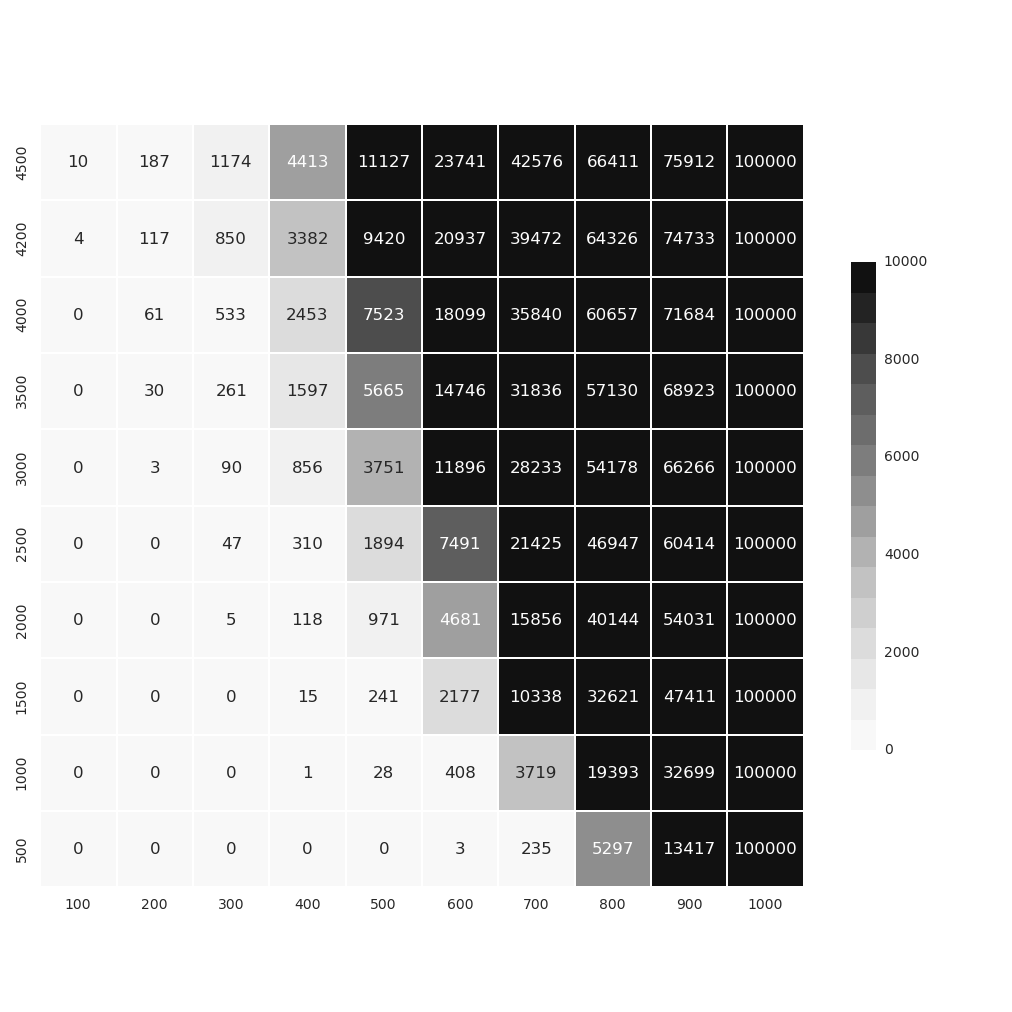 4500 10 187 1174 4413 11127 23741 42576 66411 75912 100000
4200 4 117 850 3382 9420 20937 39472 64326 74733 100000
4000 0 61 533 2453 7523 18099 35840 60657 71684 100000
3500 0 30 261 1597 5665 14746 31836 57130 68923 100000
3000 0 3 90 856 3751 11896 28233 54178 66266 100000
2500 0 0 47 310 1894 7491 21425 46947 60414 100000
2000 0 0 5 118 971 4681 15856 40144 54031 100000
1500 0 0 0 15 241 2177 10338 32621 47411 100000
1000 0 0 0 1 28 408 3719 19393 32699 100000
500 0 0 0 0 0 3 235 5297 13417 100000
100 200 300 400 500 600 700 800 900 1000
10000
8000
6000
4000
2000
0